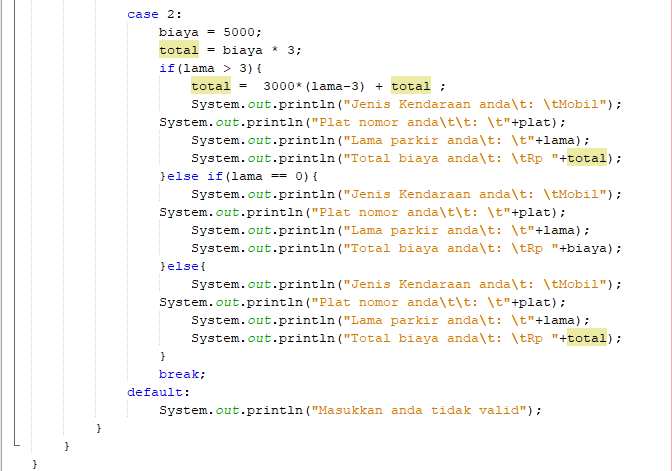 case 2:
biaya = 5000;
total = biaya * 3;
if(lama > 3){
total =  3000*(lama-3) + total ;
System.out.println("Jenis Kendaraan anda\t: \tMobil");
System.out.println("Plat nomor anda\t\t: \t"+plat);
System.out.println("Lama parkir anda\t: \t"+lama);
System.out.println("Total biaya anda\t: \tRp "+total);
}else if(lama == 0){
System.out.println("Jenis Kendaraan anda\t: \tMobil");
System.out.println("Plat nomor anda\t\t: \t"+plat);
System.out.println("Lama parkir anda\t: \t"+lama);
System.out.println("Total biaya anda\t: \tRp "+biaya);
}else{
System.out.println("Jenis Kendaraan anda\t: \tMobil");
System.out.println("Plat nomor anda\t\t: \t"+plat);
System.out.println("Lama parkir anda\t: \t"+lama);
System.out.println("Total biaya anda\t: \tRp "+total);
}
break;
default:
System.out.println("Masukkan anda tidak valid");
}
}
}